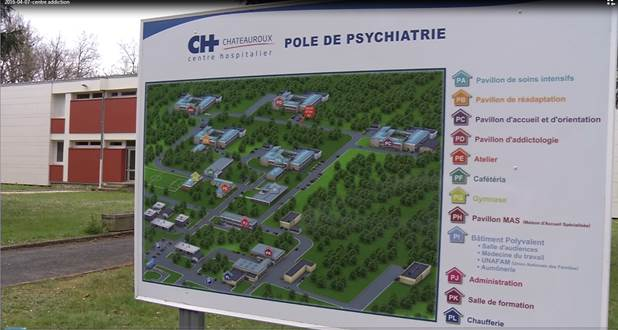 2016-04-07-centre addiction
CH CHATEAUROUX
centre hospitalier
POLE DE PSYCHIATRIE
PA Pavillon de soins intensifs
PB Pavillon de réadaptation
PC Pavillon d'accueil et d'orientation
PD Pavillon d'addictologie
PE Atelier
PF Cafétéria
PG Gymnase
PH Pavillon MAS (Maison d'Accueil Spécialisée)
PI Bâtiment Polyvalent
• Salle d'audiences
• Médecine du travail
• UNAFAM (Union Nationale des Familles)
• Aumônerie
PJ Administration
PK Salle de formation
PL Chaufferie
PC